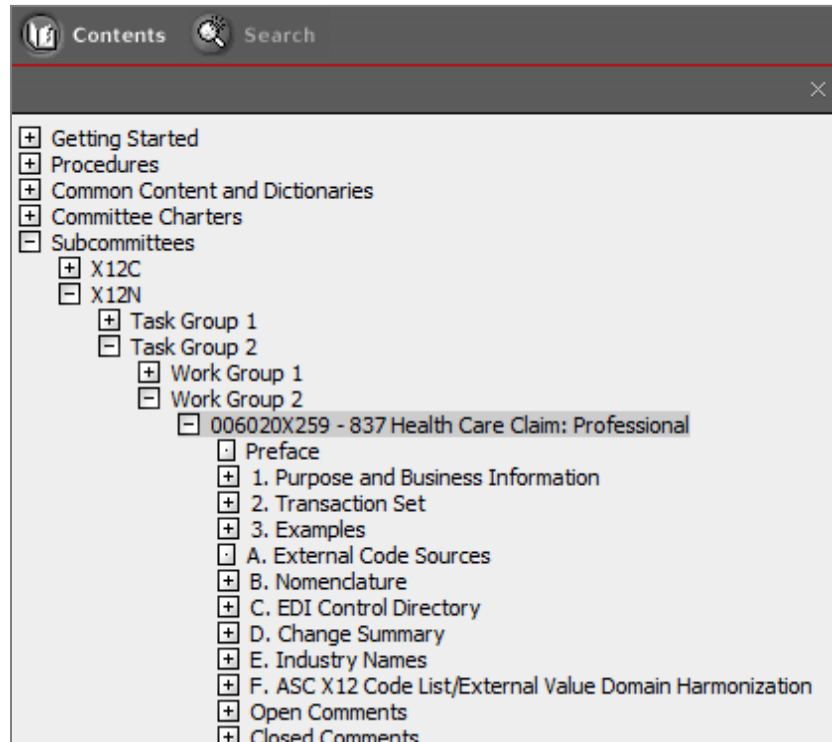 Contents Search
Getting Started
Procedures
Common Content and Dictionaries
Committee Charters
Subcommittees
X12C
X12N
Task Group 1
Task Group 2
Work Group 1
Work Group 2
006020X259 - 837 Health Care Claim: Professional
Preface
1. Purpose and Business Information
2. Transaction Set
3. Examples
A. External Code Sources
B. Nomenclature
C. EDI Control Directory
D. Change Summary
E. Industry Names
F. ASC X12 Code List/External Value Domain Harmonization
Open Comments
Closed Comments